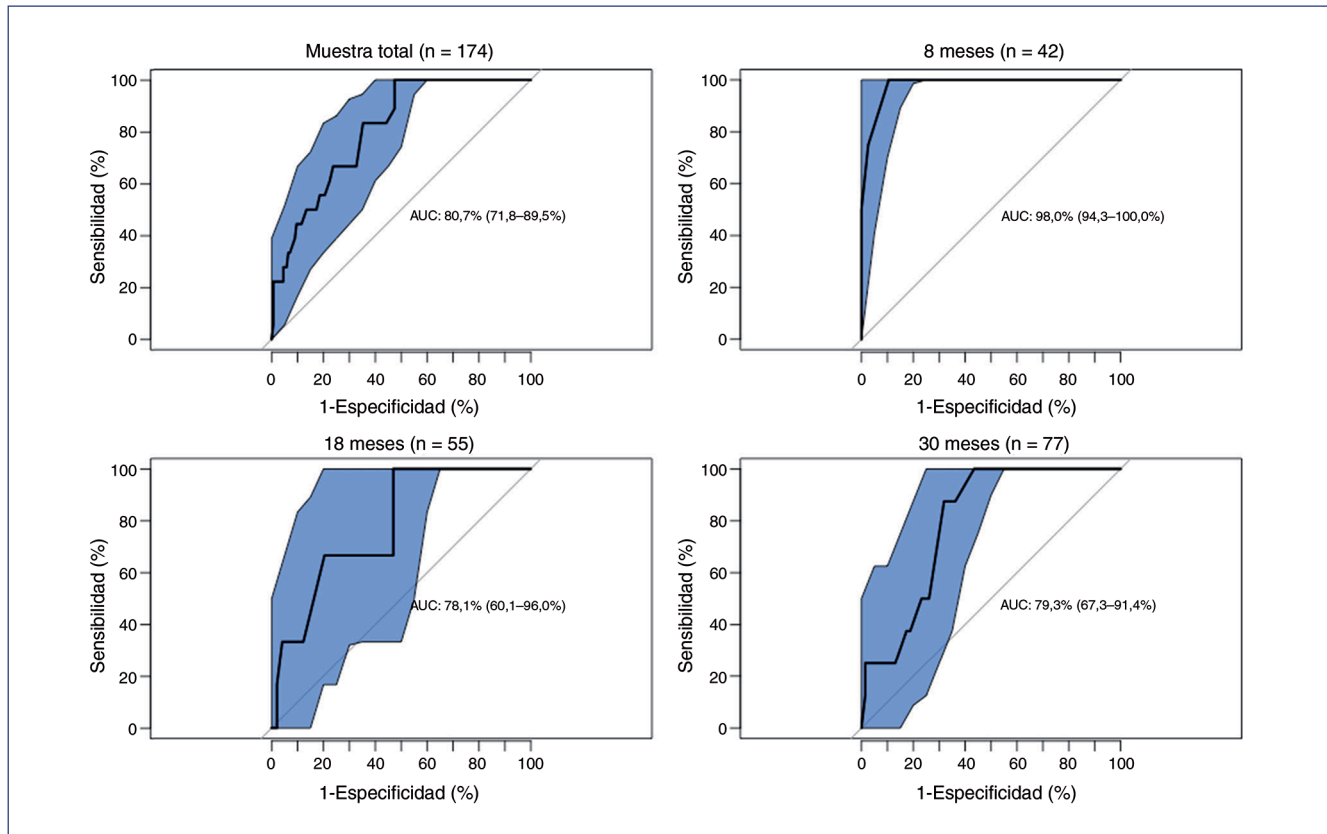 Muestra total (n = 174)
100
80
60
40
20
0
Sensibilidad (%)
AUC: 80,7% (71,8–89,5%)
0 20 40 60 80 100
1-Especificidad (%)
8 meses (n = 42)
100
80
60
40
20
0
Sensibilidad (%)
AUC: 98,0% (94,3–100,0%)
0 20 40 60 80 100
1-Especificidad (%)
18 meses (n = 55)
100
80
60
40
20
0
Sensibilidad (%)
AUC: 78,1% (60,1–96,0%)
0 20 40 60 80 100
1-Especificidad (%)
30 meses (n = 77)
100
80
60
40
20
0
Sensibilidad (%)
AUC: 79,3% (67,3–91,4%)
0 20 40 60 80 100
1-Especificidad (%)